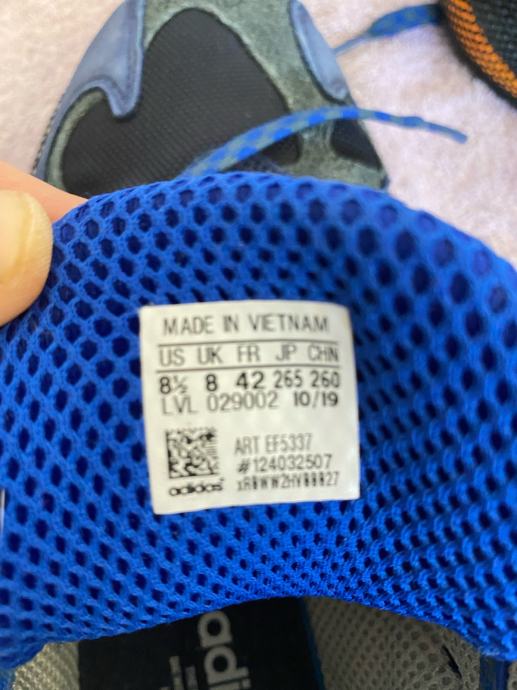 MADE IN VIETNAM
US UK FR JP CHN
8½ 8 42 265 260
LVL 029002 10/19
ART EF5337
#124032507
adidas
adi